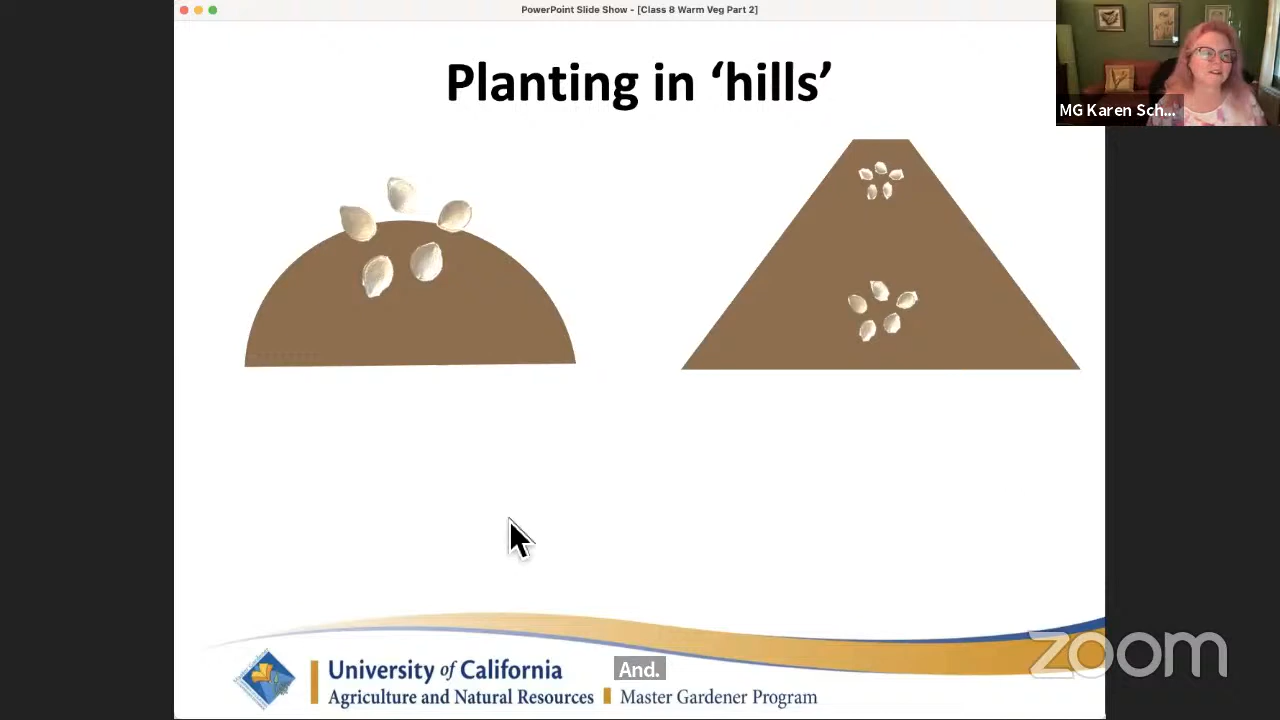 PowerPoint Slide Show - [Class 8 Warm Veg Part 2]
Planting in ‘hills’
MG Karen Sch...
And.
University of California
Agriculture and Natural Resources
Master Gardener Program
zoom